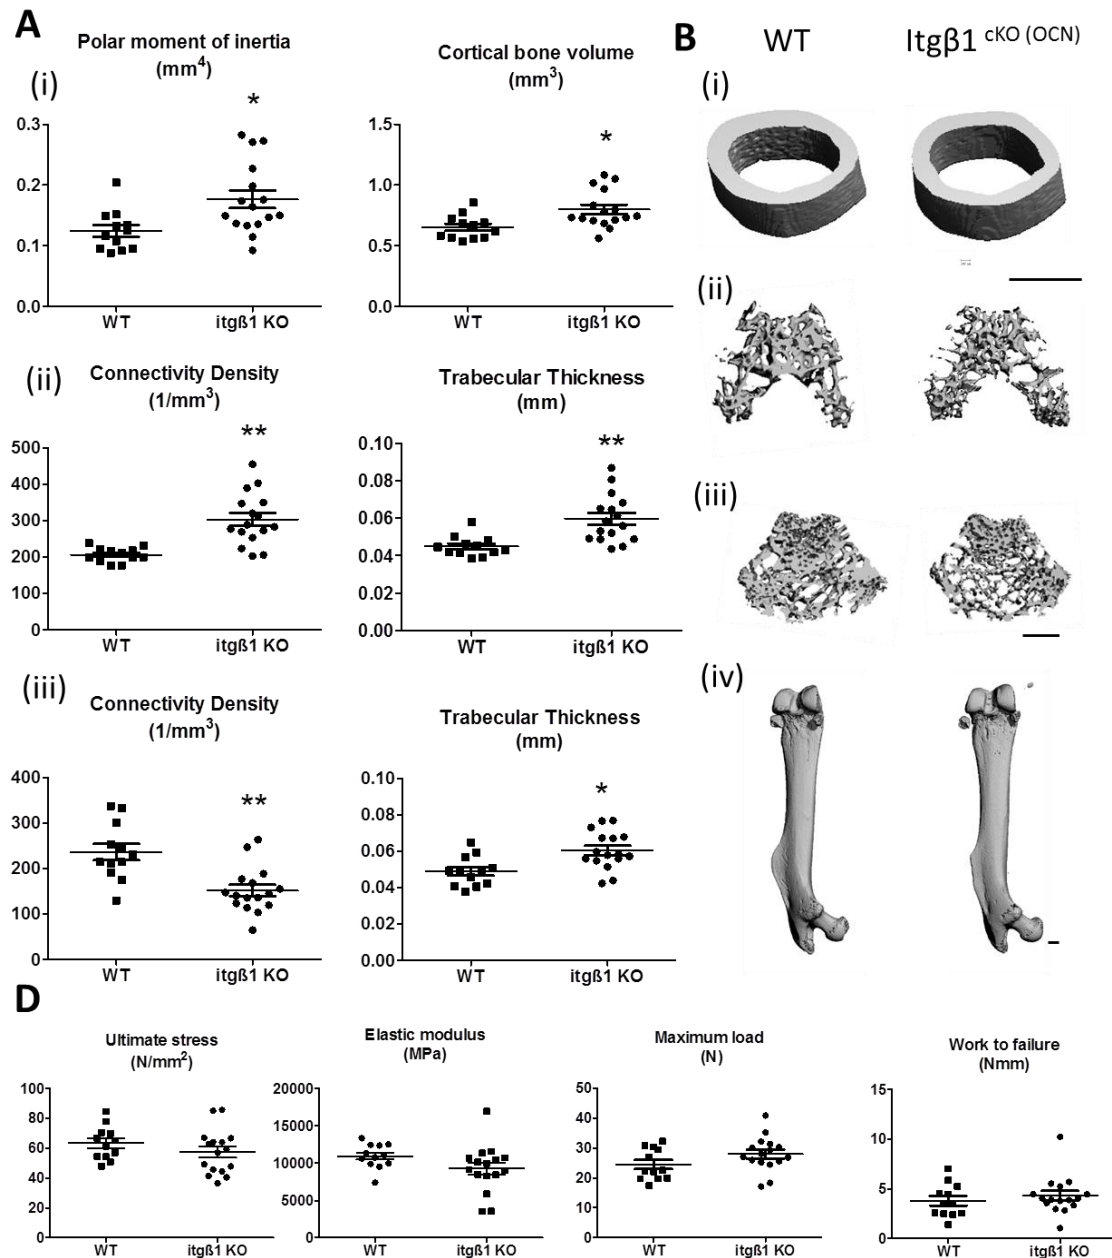 A
Polar moment of inertia
(mm⁴)
Cortical bone volume
(mm³)
(i)
*
*
0.3
0.2
0.1
0.0
WT
itgß1 KO
1.5
1.0
0.5
0.0
WT
itgß1 KO
(ii)
Connectivity Density
(1/mm³)
Trabecular Thickness
(mm)
**
**
500
400
300
200
100
0
WT
itgß1 KO
0.10
0.08
0.06
0.04
0.02
0.00
WT
itgß1 KO
(iii)
Connectivity Density
(1/mm³)
Trabecular Thickness
(mm)
**
*
400
300
200
100
0
WT
itgß1 KO
0.10
0.08
0.06
0.04
0.02
0.00
WT
itgß1 KO
B
WT
Itgβ1 cKO (OCN)
(i)
(ii)
(iii)
(iv)
D
Ultimate stress
(N/mm²)
100
80
60
40
20
0
WT
itgß1 KO
Elastic modulus
(MPa)
20000
15000
10000
5000
0
WT
itgß1 KO
Maximum load
(N)
50
40
30
20
10
0
WT
itgß1 KO
Work to failure
(Nmm)
15
10
5
0
WT
itgß1 KO